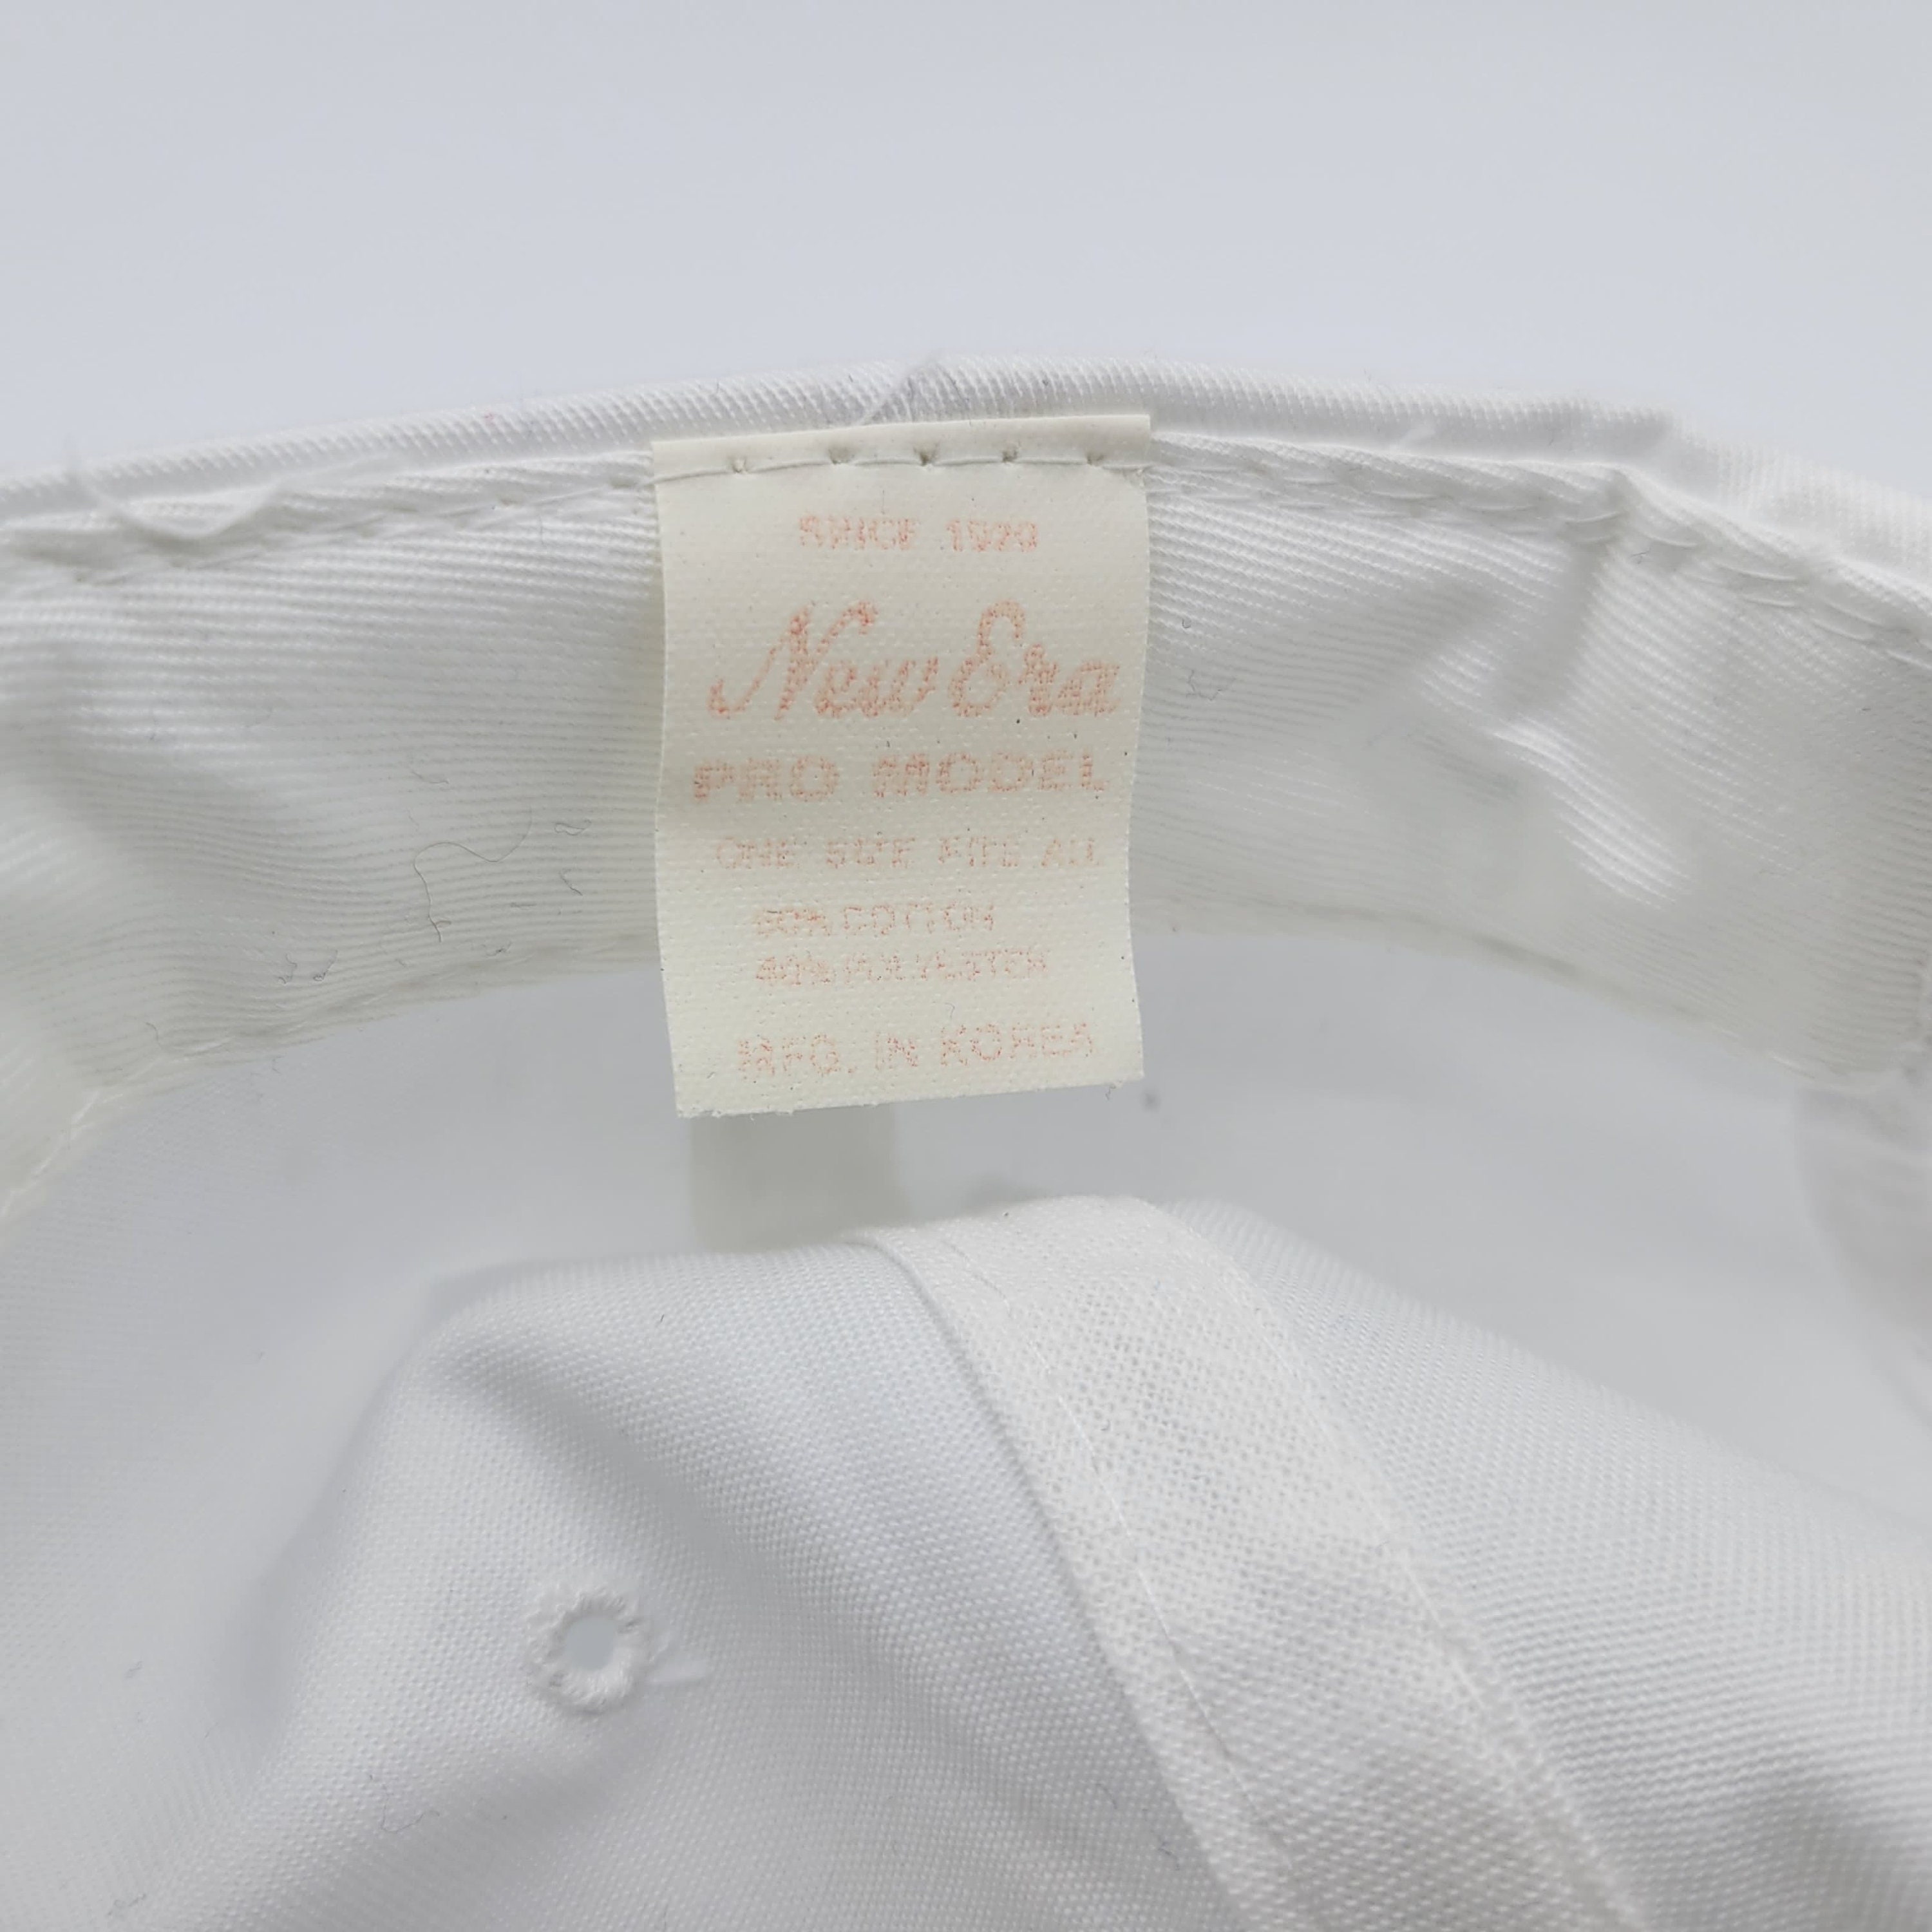 SINCE 1920
New Era
PRO MODEL
ONE SIZE FITS ALL
60% COTTON
40% POLYESTER
MFG. IN KOREA